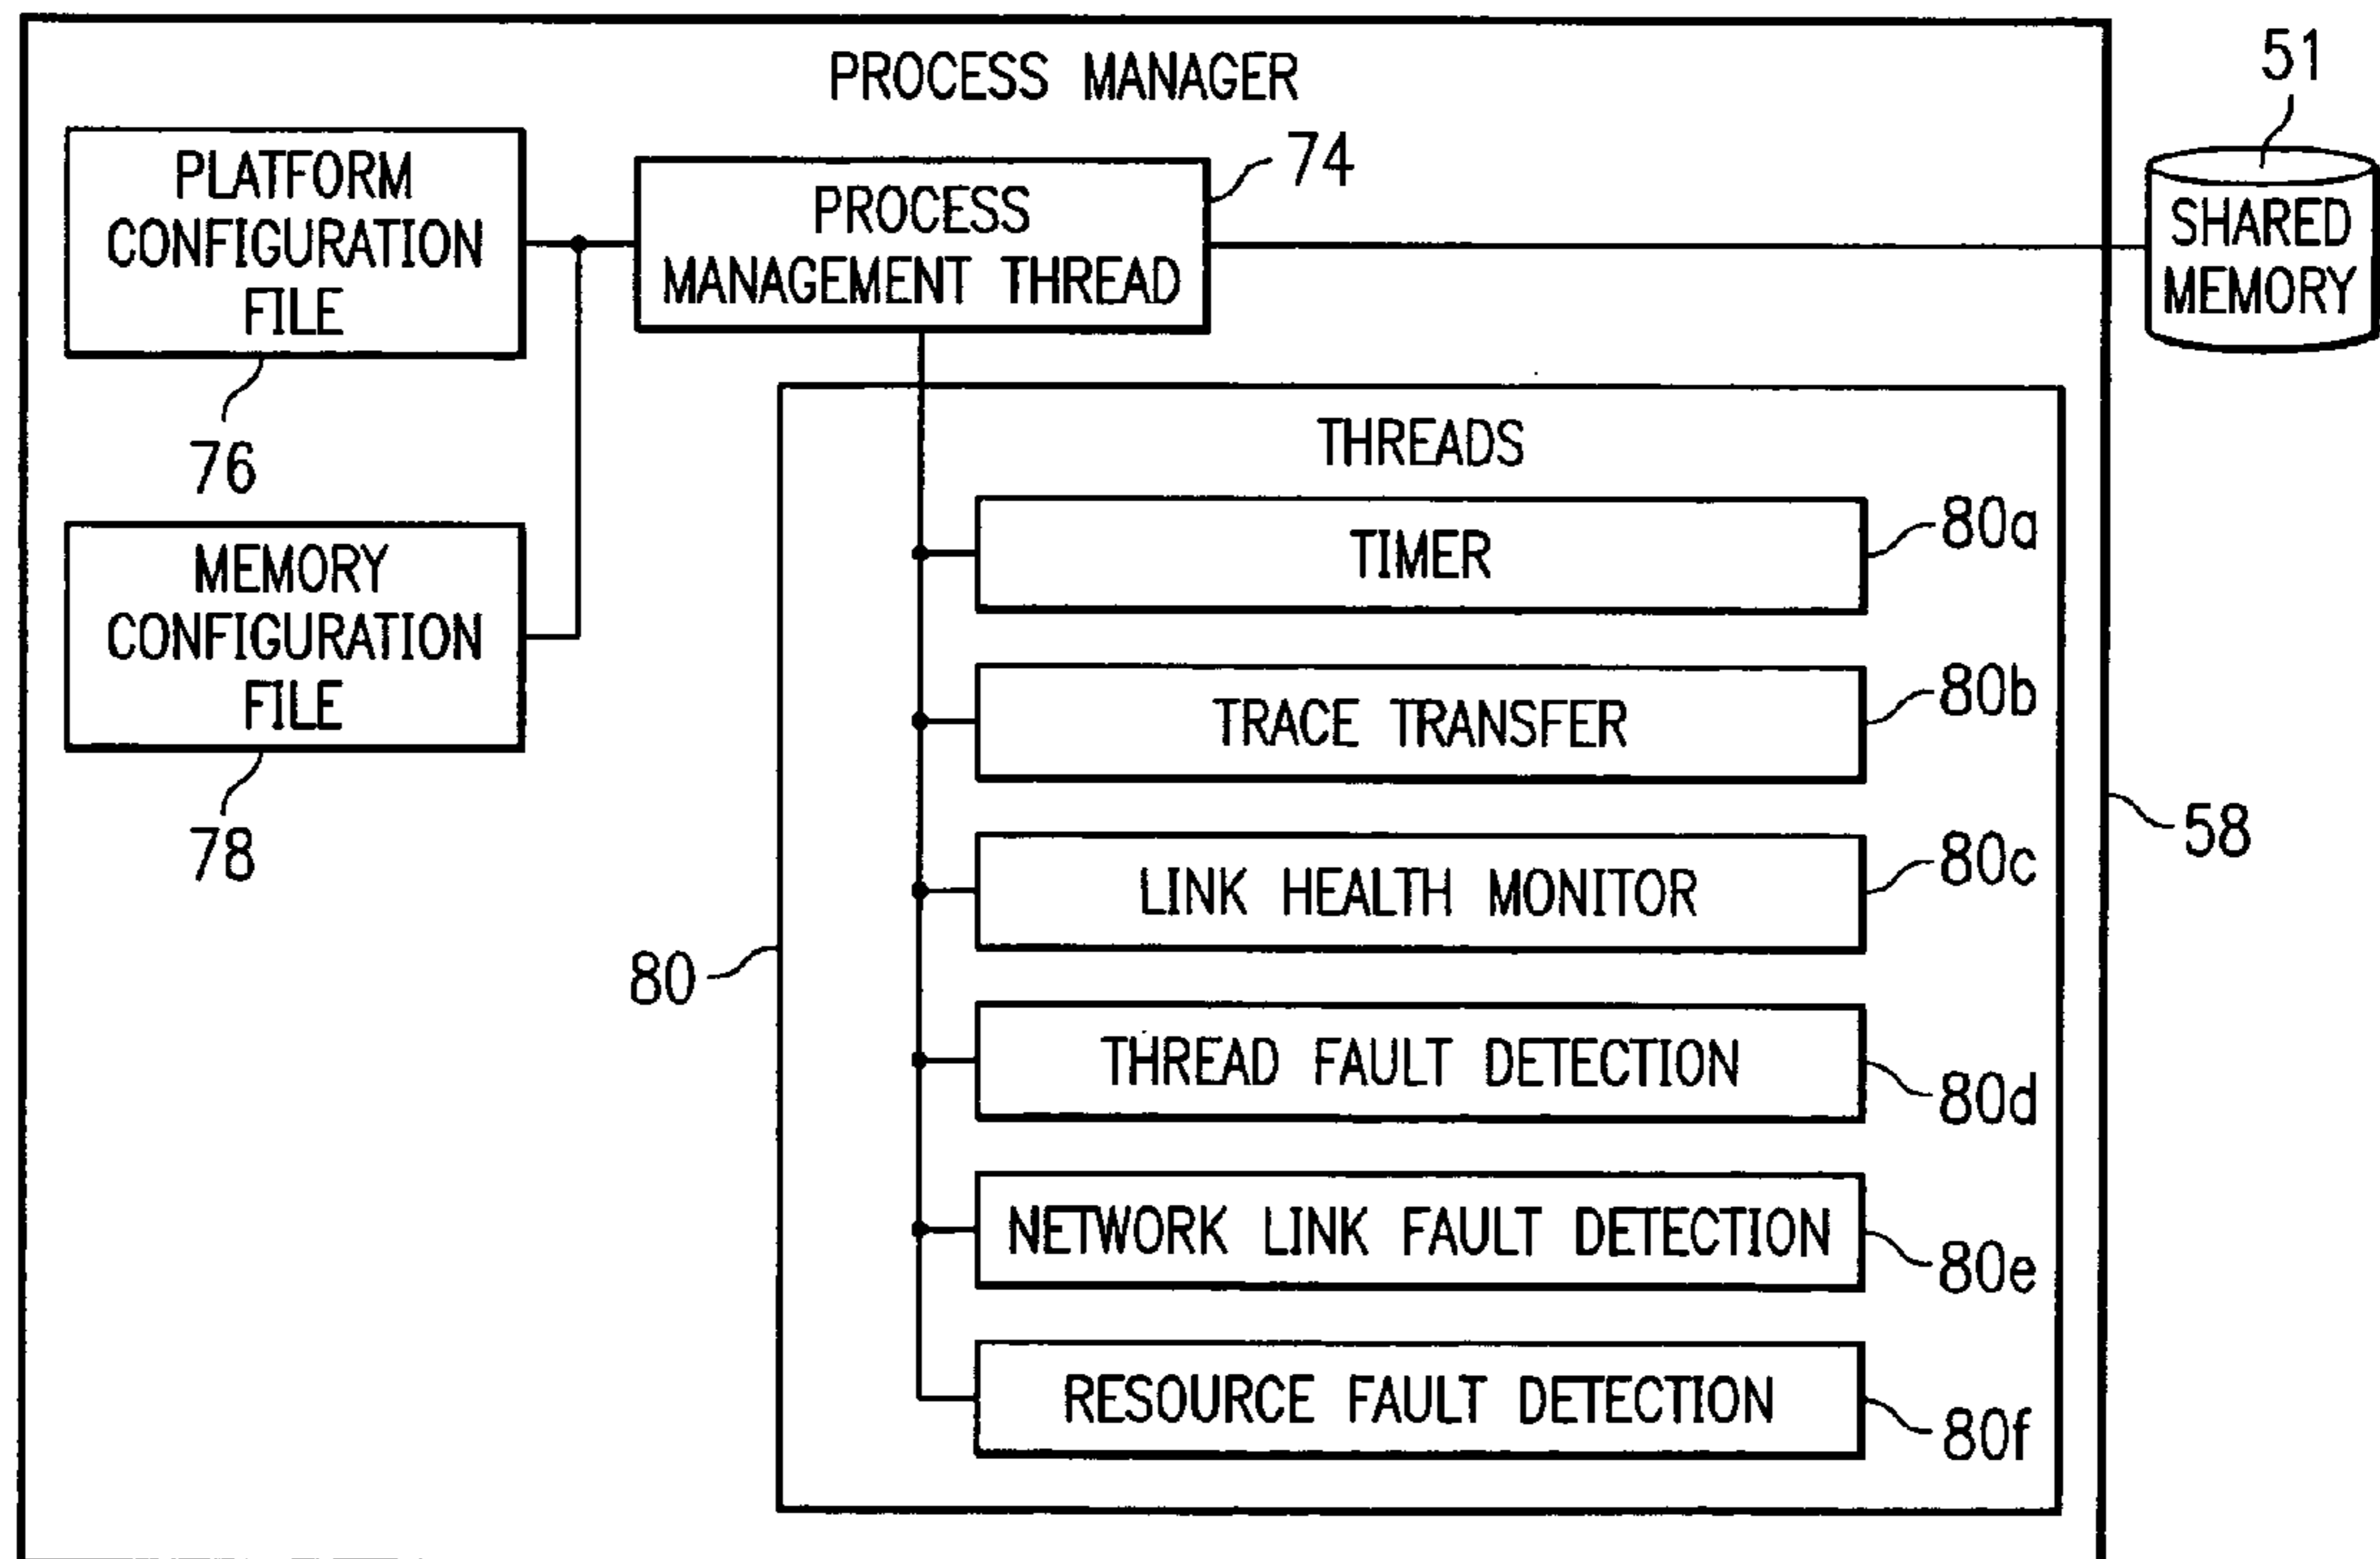 PROCESS MANAGER
51
PLATFORM
CONFIGURATION
FILE
76
PROCESS
MANAGEMENT THREAD
74
SHARED
MEMORY
MEMORY
CONFIGURATION
FILE
78
THREADS
TIMER
80a
TRACE TRANSFER
80b
LINK HEALTH MONITOR
80c
58
80
THREAD FAULT DETECTION
80d
NETWORK LINK FAULT DETECTION
80e
RESOURCE FAULT DETECTION
80f